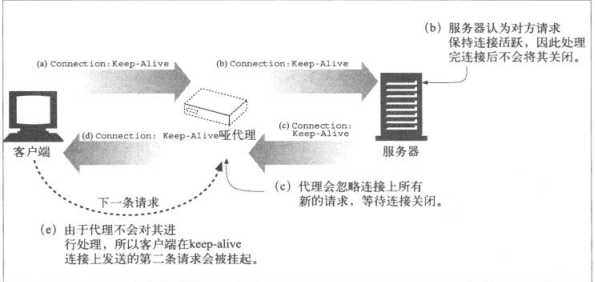 (b) 服务器认为对方请求
保持连接活跃，因此处理
完连接后不会将其关闭。
(a) Connection: Keep-Alive
(b) Connection: Keep-Alive
(d) Connection: Keep-Alive
哑代理
(c) Connection:
Keep-Alive
客户端
服务器
下一条请求
(c) 代理会忽略连接上所有
新的请求，等待连接关闭。
(e) 由于代理不会对其进
行处理，所以客户端在keep-alive
连接上发送的第二条请求会被挂起。